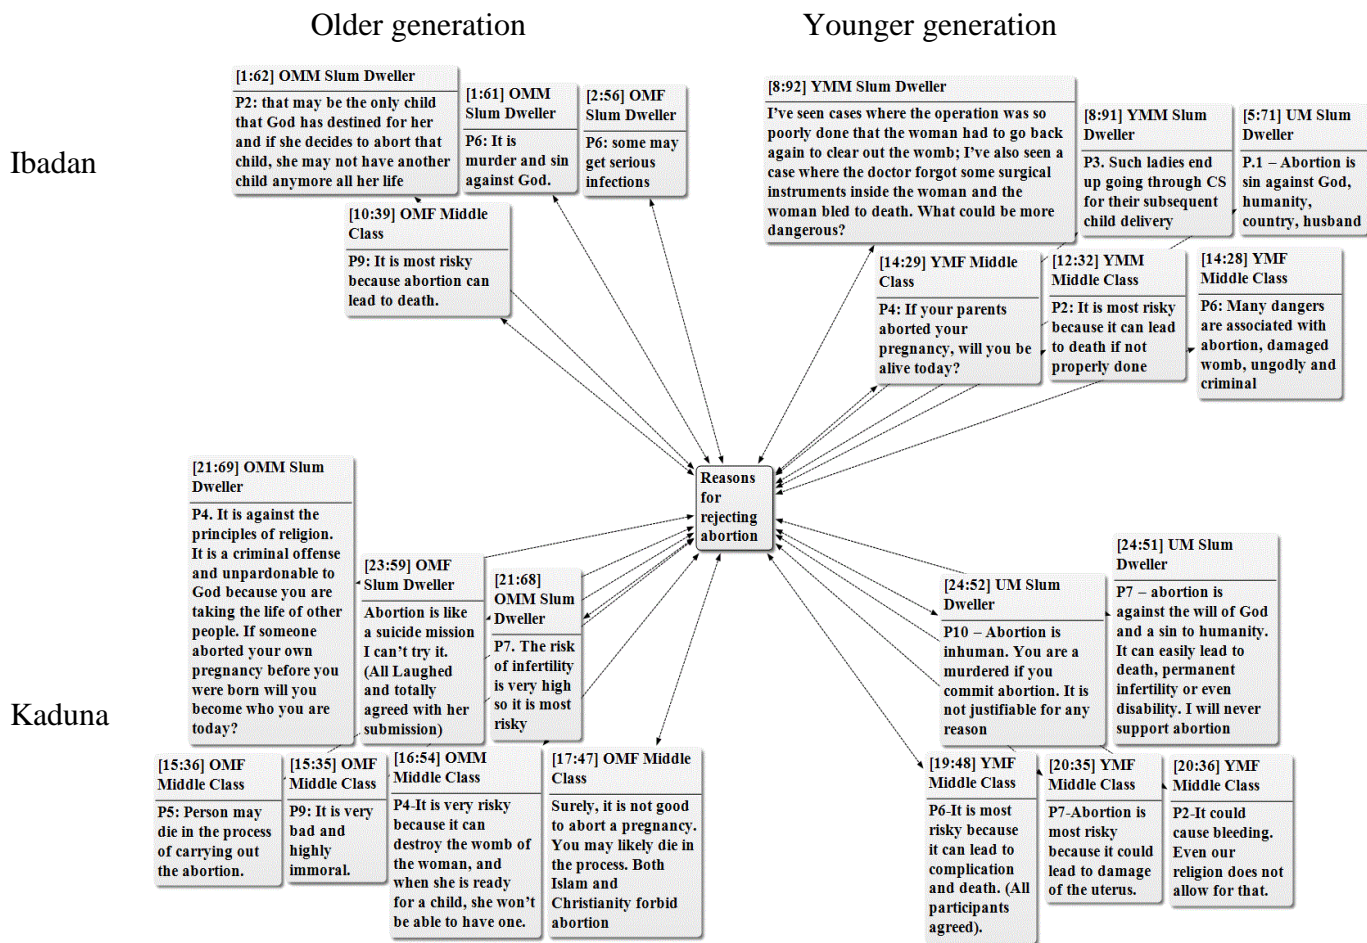 Older generation
Younger generation
Ibadan
[1:62] OMM Slum Dweller
P2: that may be the only child
that God has destined for her
and if she decides to abort that
child, she may not have another
child anymore all her life
[1:61] OMM
Slum Dweller
P6: It is
murder and sin
against God.
[2:56] OMF
Slum Dweller
P6: some may
get serious
infections
[10:39] OMF Middle
Class
P9: It is most risky
because abortion can
lead to death.
[8:92] YMM Slum Dweller
I've seen cases where the operation was so
poorly done that the woman had to go back
again to clear out the womb; I've also seen a
case where the doctor forgot some surgical
instruments inside the woman and the
woman bled to death. What could be more
dangerous?
[8:91] YMM Slum
Dweller
P3. Such ladies end
up going through CS
for their subsequent
child delivery
[5:71] UM Slum
Dweller
P.1 – Abortion is
sin against God,
humanity,
country, husband
[14:29] YMF Middle
Class
P4: If your parents
aborted your
pregnancy, will you be
alive today?
[12:32] YMM
Middle Class
P2: It is most risky
because it can lead
to death if not
properly done
[14:28] YMF
Middle Class
P6: Many dangers
are associated with
abortion, damaged
womb, ungodly and
criminal
Reasons
for
rejecting
abortion
Kaduna
[21:69] OMM Slum
Dweller
P4. It is against the
principles of religion.
It is a criminal offense
and unpardonable to
God because you are
taking the life of other
people. If someone
aborted your own
pregnancy before you
were born will you
become who you are
today?
[23:59] OMF
Slum Dweller
Abortion is like
a suicide mission
I can't try it.
(All Laughed
and totally
agreed with her
submission)
[21:68]
OMM Slum
Dweller
P7. The risk
of infertility
is very high
so it is most
risky
[15:36] OMF
Middle Class
P5: Person may
die in the process
of carrying out
the abortion.
[15:35] OMF
Middle Class
P9: It is very
bad and
highly
immoral.
[16:54] OMM
Middle Class
P4-It is very risky
because it can
destroy the womb of
the woman, and
when she is ready
for a child, she won't
be able to have one.
[17:47] OMF Middle
Class
Surely, it is not good
to abort a pregnancy.
You may likely die in
the process. Both
Islam and
Christianity forbid
abortion
[24:52] UM Slum
Dweller
P10 – Abortion is
inhuman. You are a
murdered if you
commit abortion. It is
not justifiable for any
reason
[24:51] UM Slum
Dweller
P7 – abortion is
against the will of God
and a sin to humanity.
It can easily lead to
death, permanent
infertility or even
disability. I will never
support abortion
[19:48] YMF
Middle Class
P6-It is most
risky because
it can lead to
complication
and death. (All
participants
agreed).
[20:35] YMF
Middle Class
P7-Abortion is
most risky
because it could
lead to damage
of the uterus.
[20:36] YMF
Middle Class
P2-It could
cause bleeding.
Even our
religion does not
allow for that.